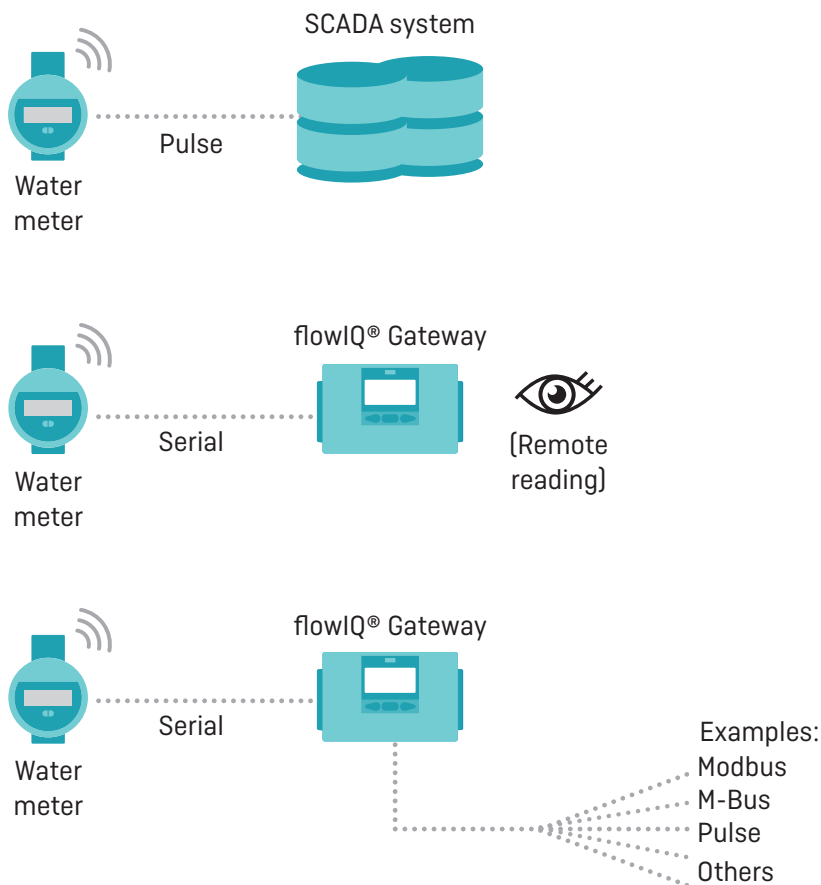 SCADA system
Pulse
Water
meter
flowIQ® Gateway
Serial
(Remote
reading)
Water
meter
flowIQ® Gateway
Serial
Water
meter
Examples:
Modbus
M-Bus
Pulse
Others